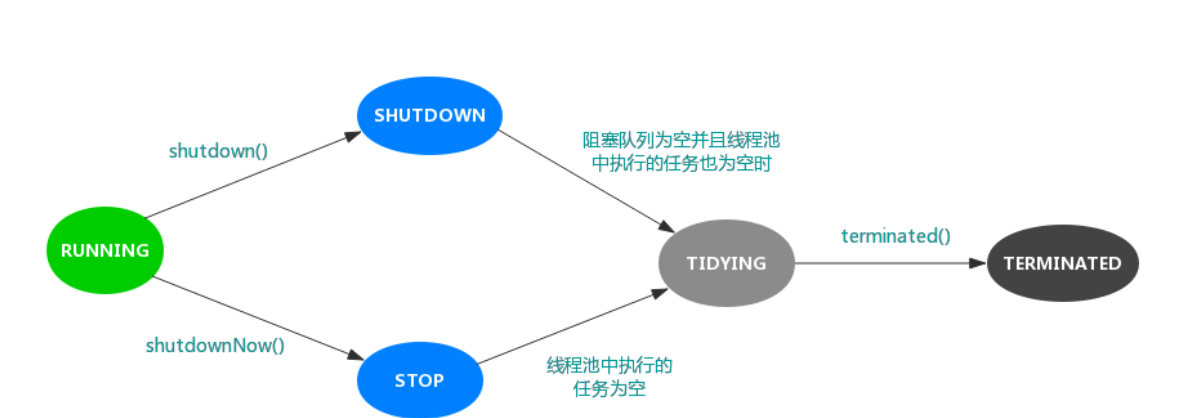 SHUTDOWN
shutdown()
阻塞队列为空并且线程池
中执行的任务也为空时
RUNNING
TIDYING
terminated()
TERMINATED
shutdownNow()
STOP
线程池中执行的
任务为空